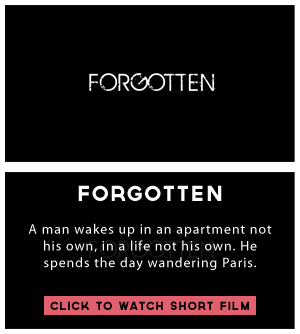 FORGOTTEN
FORGOTTEN
A man wakes up in an apartment not
his own, in a life not his own. He
FORGOTTEN
spends the day wandering Paris.
CLICK TO WATCH SHORT FILM